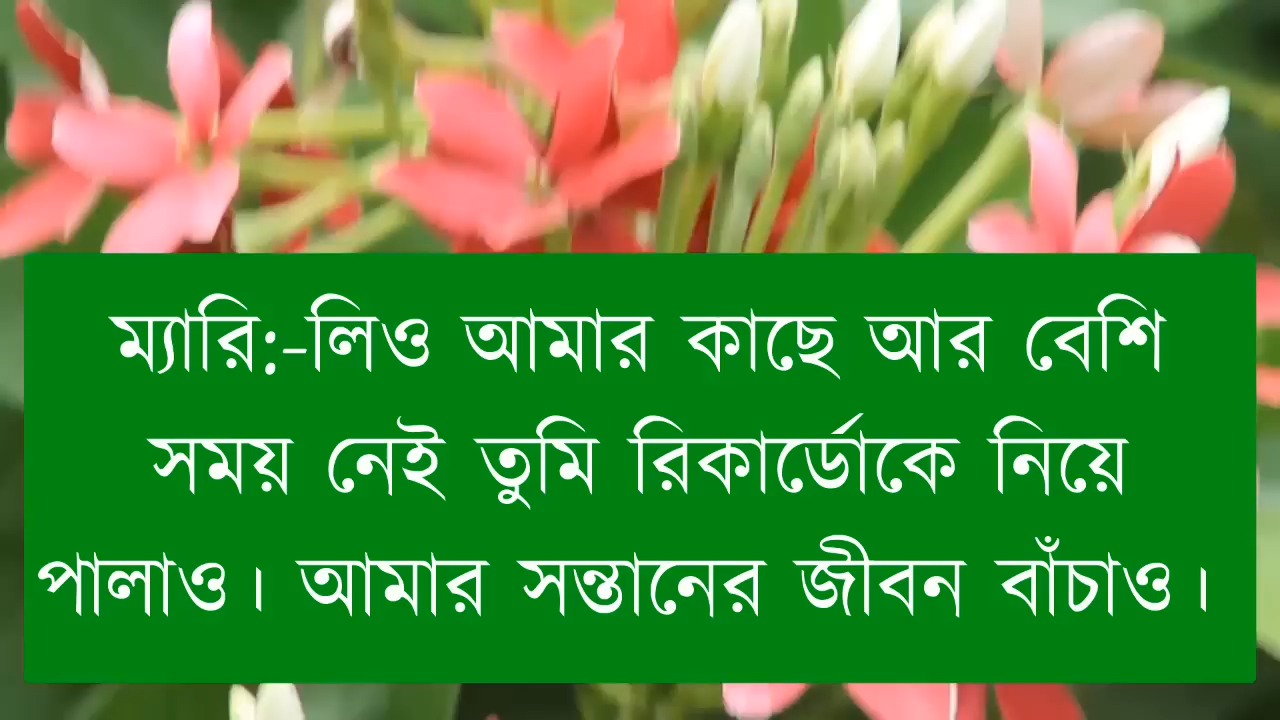 ম্যারি:-লিও আমার কাছে আর বেশি
সময় নেই তুমি রিকার্ডোকে নিয়ে
পালাও। আমার সন্তানের জীবন বাঁচাও।